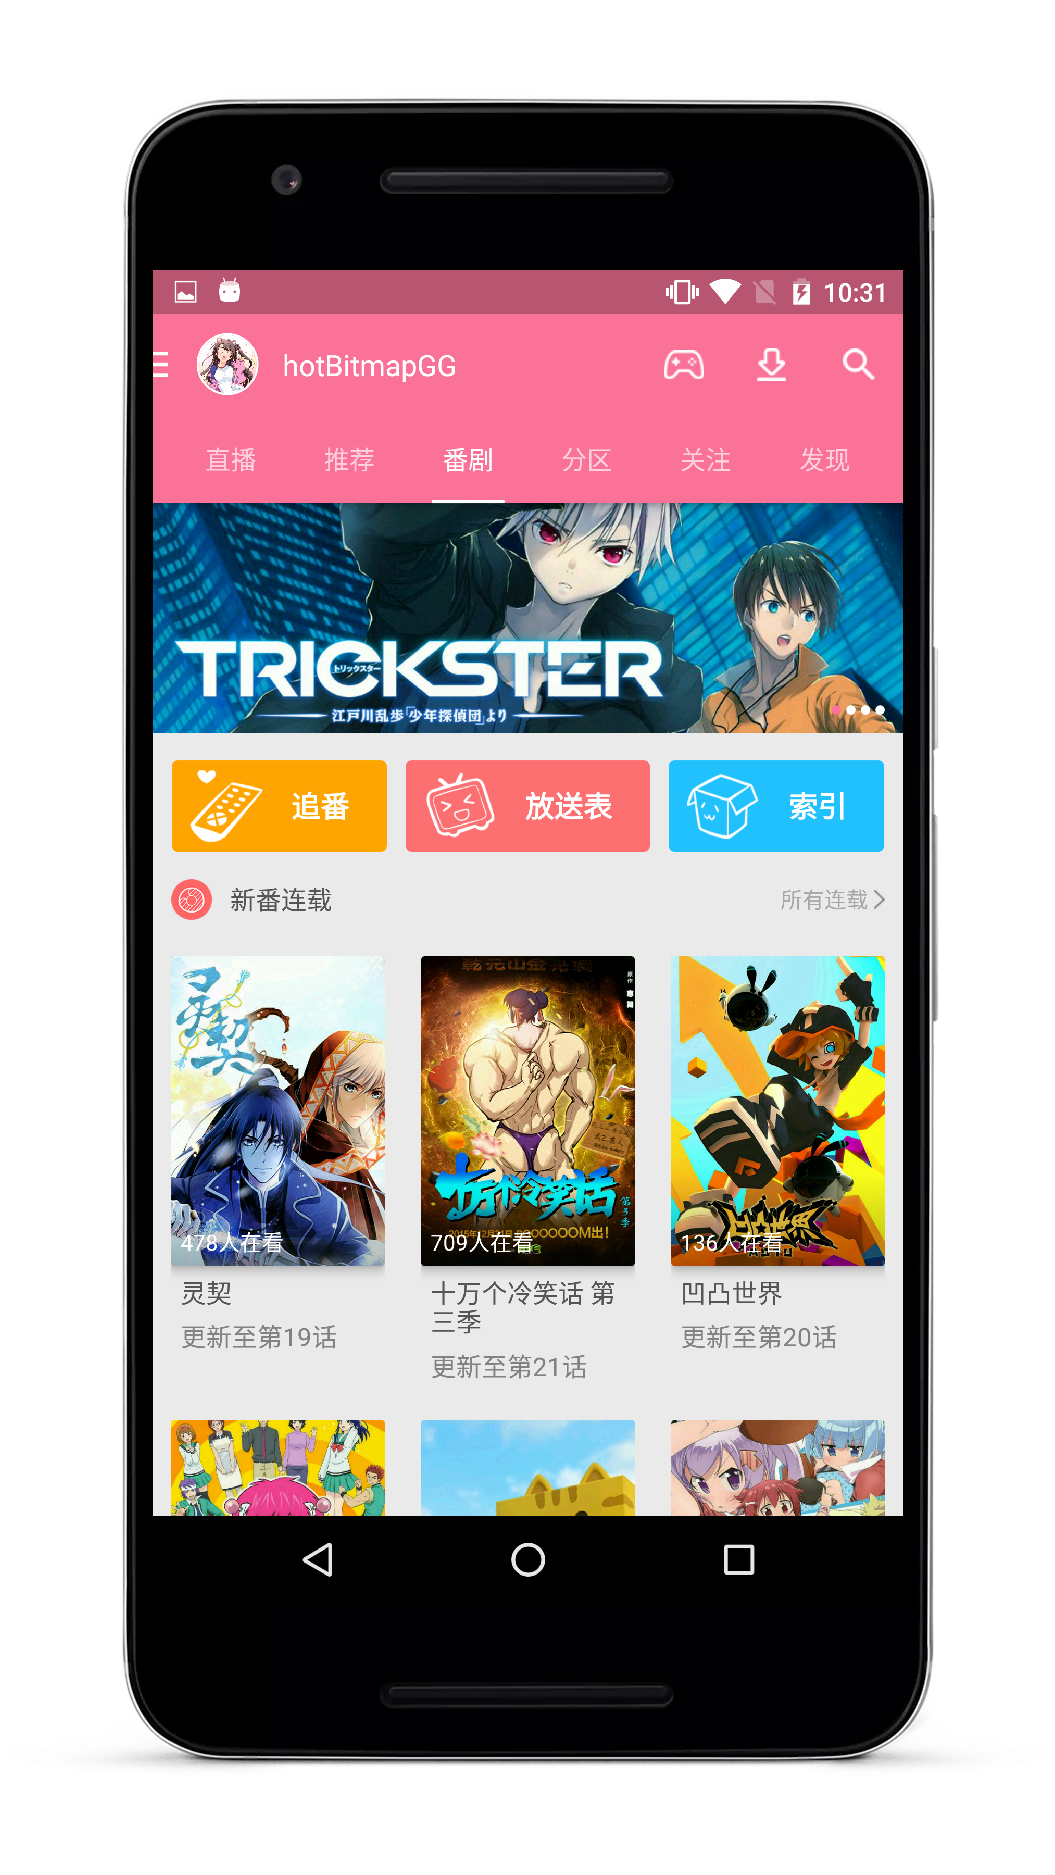 10:31
hotBitmapGG
直播 推荐 番剧 分区 关注 发现
TRICKSTER
トリックスター
江戸川乱歩「少年探偵団」より
追番 放送表 索引
新番连载 所有连载
灵契
十万个冷笑话
第三季
478人在看 709人在看 136人在看
灵契 十万个冷笑话 第 凹凸世界
三季
更新至第19话 更新至第20话
更新至第21话